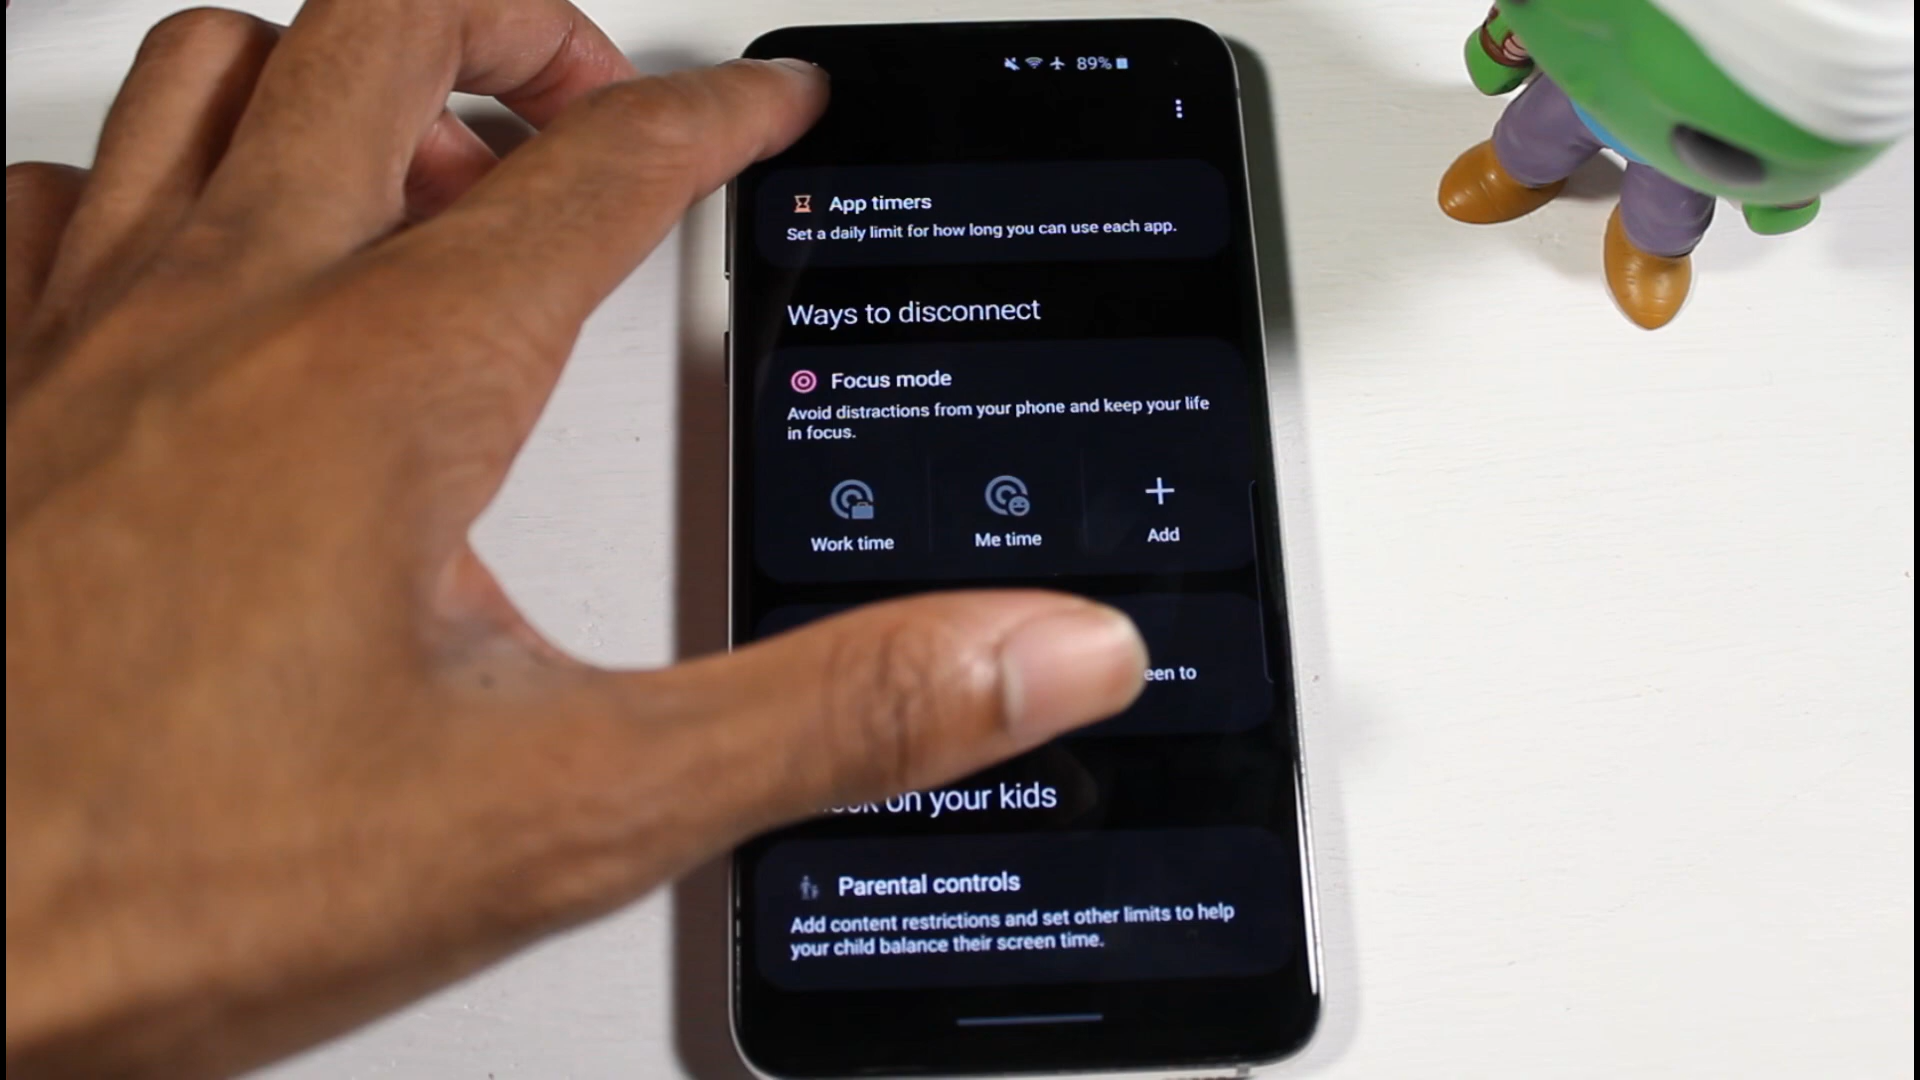 89%
App timers
Set a daily limit for how long you can use each app.
Ways to disconnect
Focus mode
Avoid distractions from your phone and keep your life
in focus.
Work time
Me time
Add
to
on your kids
Parental controls
Add content restrictions and set other limits to help
your child balance their screen time.